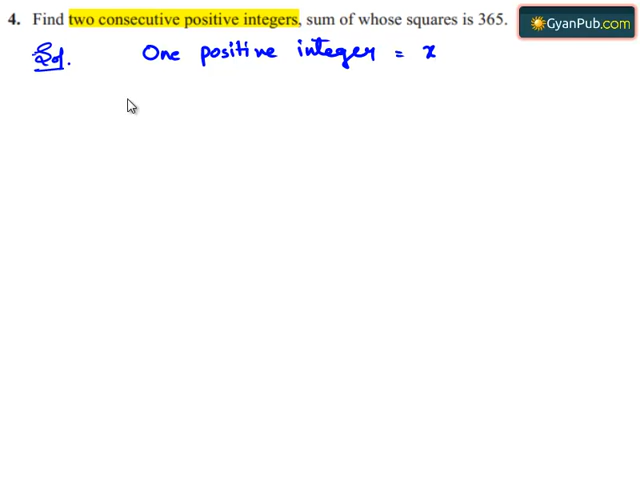 4. Find two consecutive positive integers, sum of whose squares is 365.
GyanPub.com
Sol. One positive integer = x